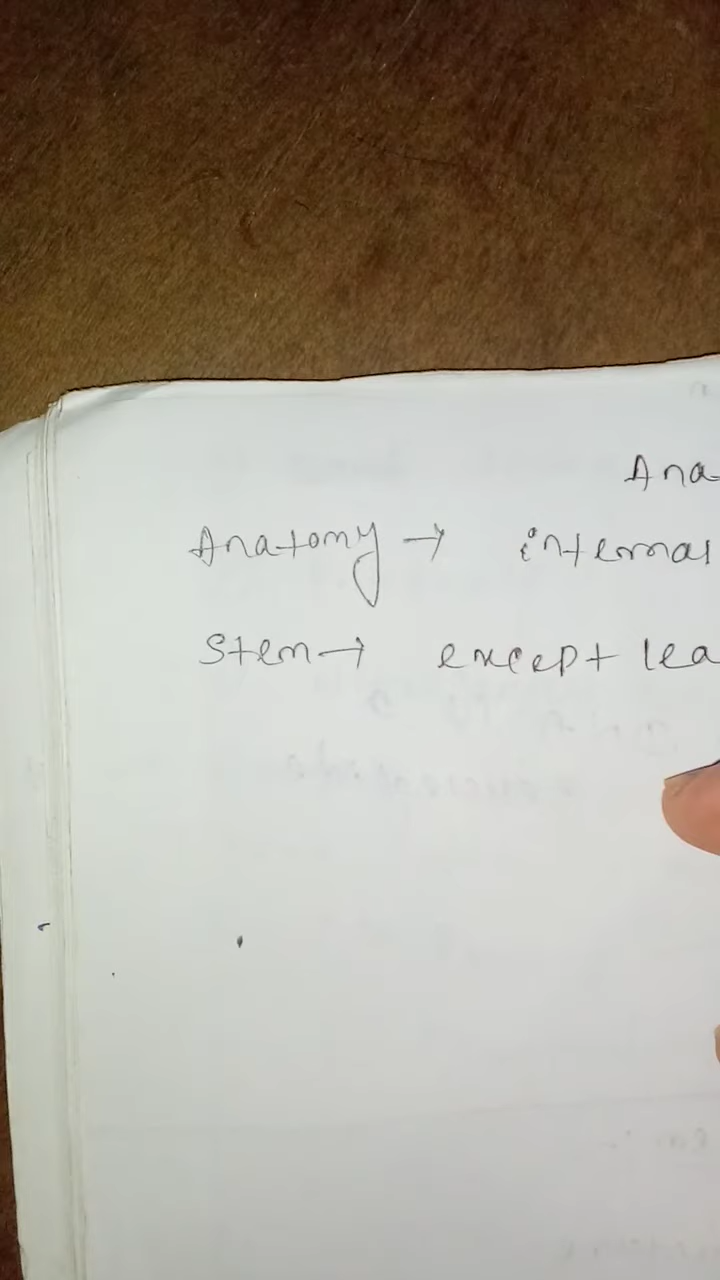 Ana
Anatomy → internal
Stem → except lea